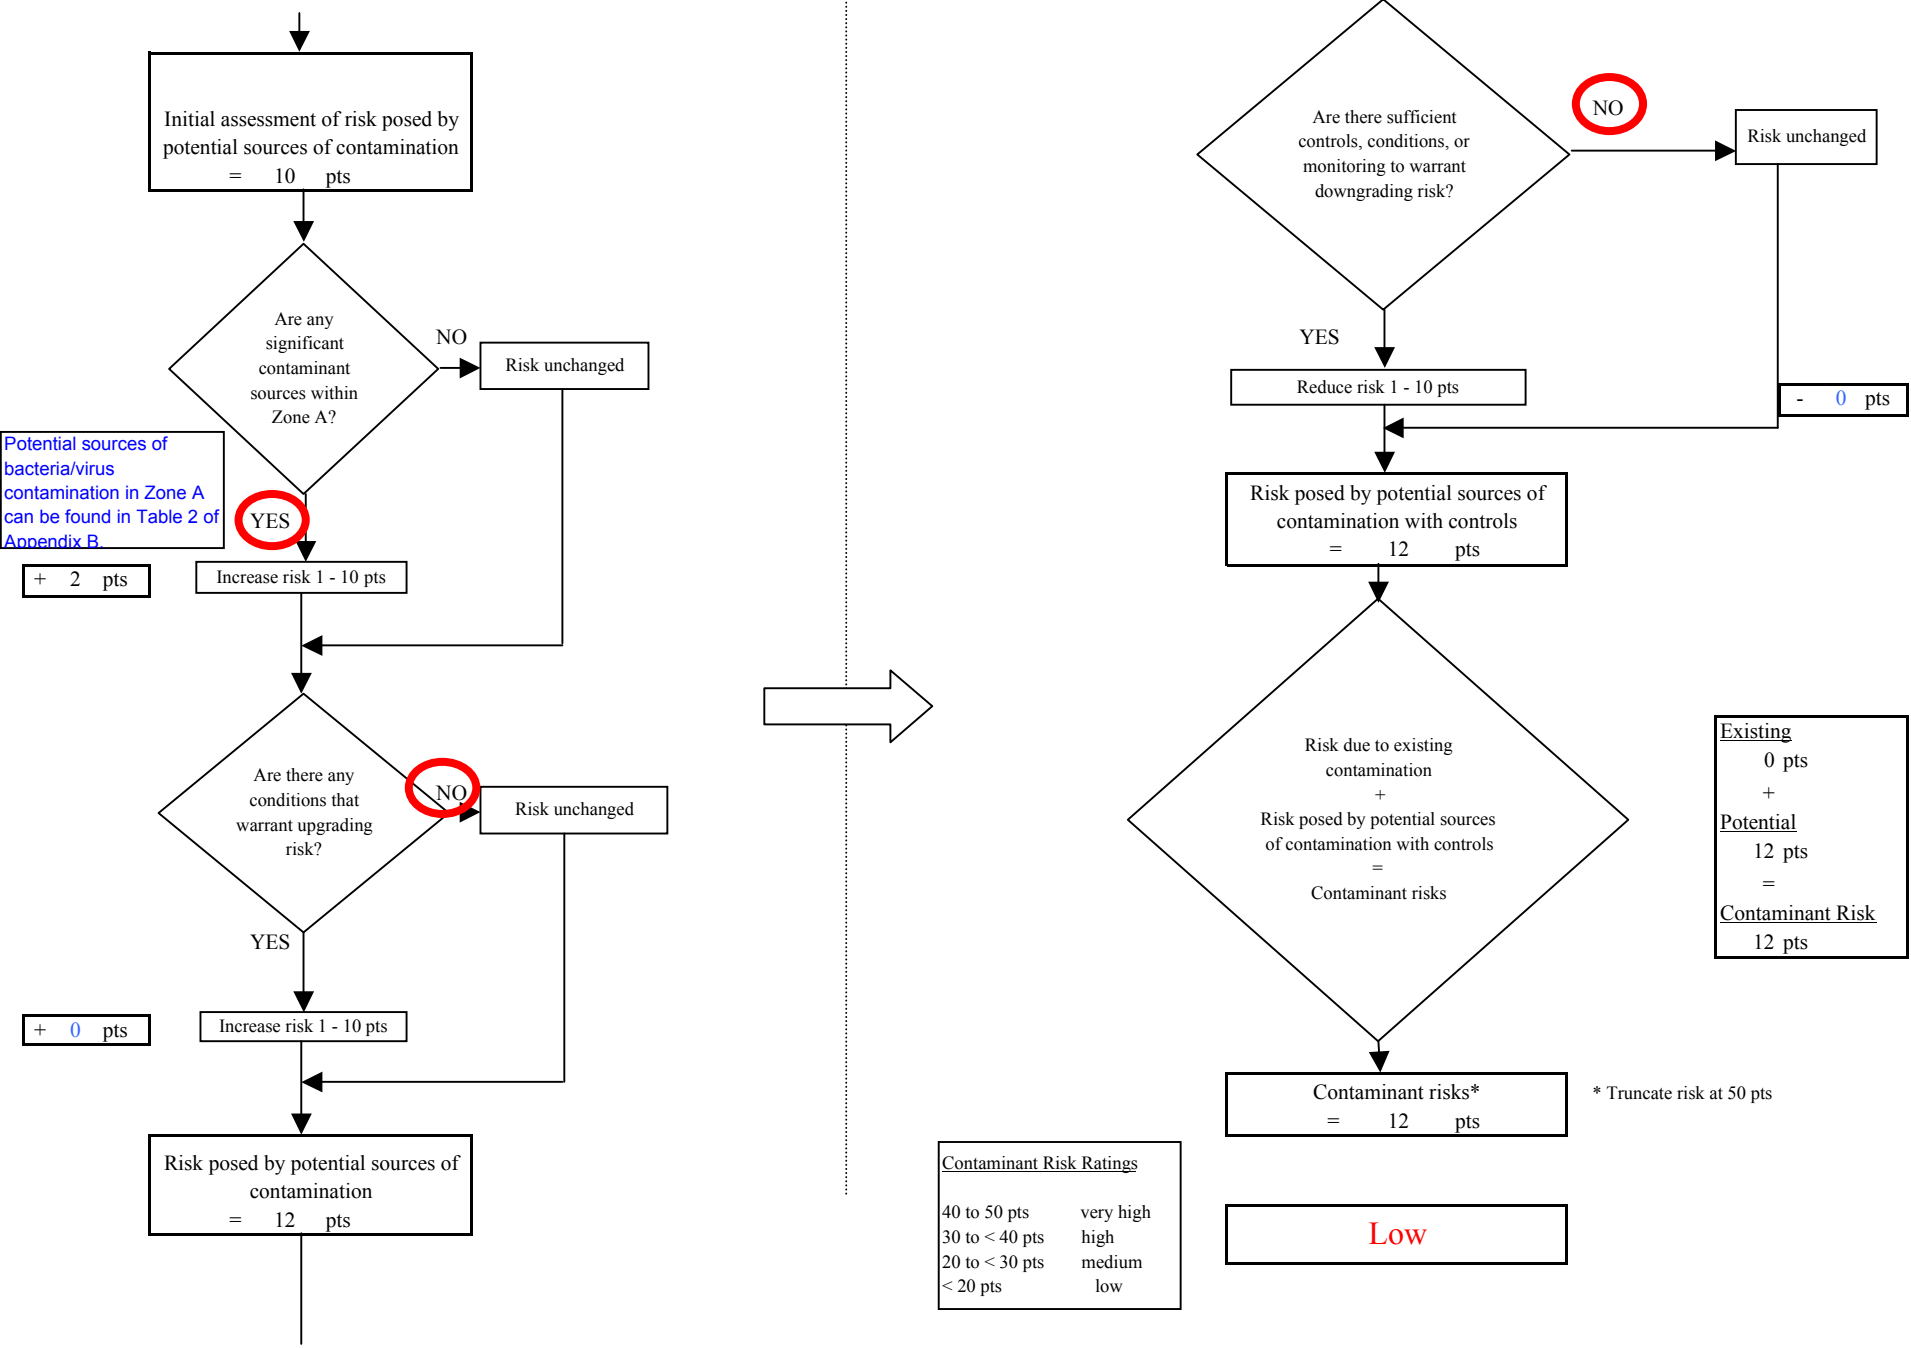 Initial assessment of risk posed by
potential sources of contamination
= 10 pts
Are any
significant
contaminant
sources within
Zone A?
NO
Risk unchanged
Potential sources of
bacteria/virus
contamination in Zone A
can be found in Table 2 of
Appendix B.
YES
+ 2 pts
Increase risk 1 - 10 pts
Are there any
conditions that
warrant upgrading
risk?
NO
Risk unchanged
YES
+ 0 pts
Increase risk 1 - 10 pts
Risk posed by potential sources of
contamination
= 12 pts
Are there sufficient
controls, conditions, or
monitoring to warrant
downgrading risk?
NO
Risk unchanged
YES
Reduce risk 1 - 10 pts
- 0 pts
Risk posed by potential sources of
contamination with controls
= 12 pts
Risk due to existing
contamination
+
Risk posed by potential sources
of contamination with controls
=
Contaminant risks
Existing
0 pts
+
Potential
12 pts
=
Contaminant Risk
12 pts
Contaminant risks*
= 12 pts
* Truncate risk at 50 pts
Contaminant Risk Ratings
40 to 50 pts very high
30 to < 40 pts high
20 to < 30 pts medium
< 20 pts low
Low